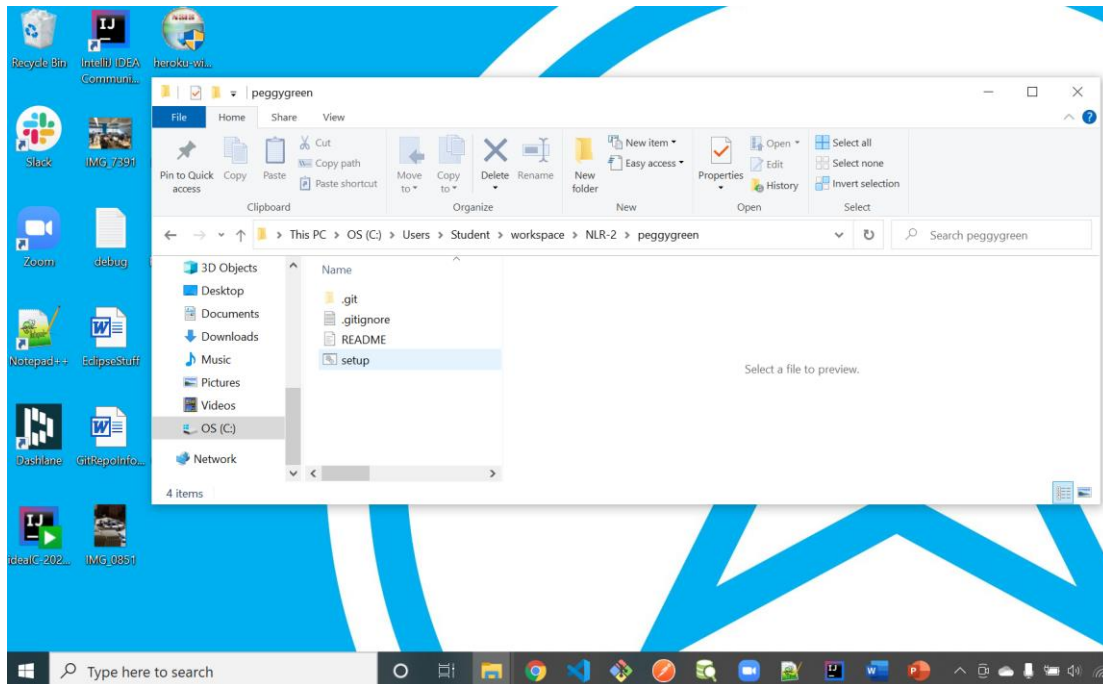 Recycle Bin
IntelliJ IDEA
Communi...
heroku-wi...
peggygreen
File Home Share View
Pin to Quick
access
Copy
Paste
Cut
Copy path
Paste shortcut
Clipboard
Move
to
Copy
to
Delete
Rename
Organize
New
folder
New item
Easy access
New
Properties
Open
Edit
History
Open
Select all
Select none
Invert selection
Select
This PC > OS (C:) > Users > Student > workspace > NLR-2 > peggygreen
Search peggygreen
3D Objects
Desktop
Documents
Downloads
Music
Pictures
Videos
OS (C:)
Network
Name
.git
.gitignore
README
setup
Select a file to preview.
4 items
Slack
IMG_7391
Zoom
debug
Notepad++
EclipseStuff
Dashlane
GitRepoInfo...
ideaIC-202...
IMG_0851
Type here to search